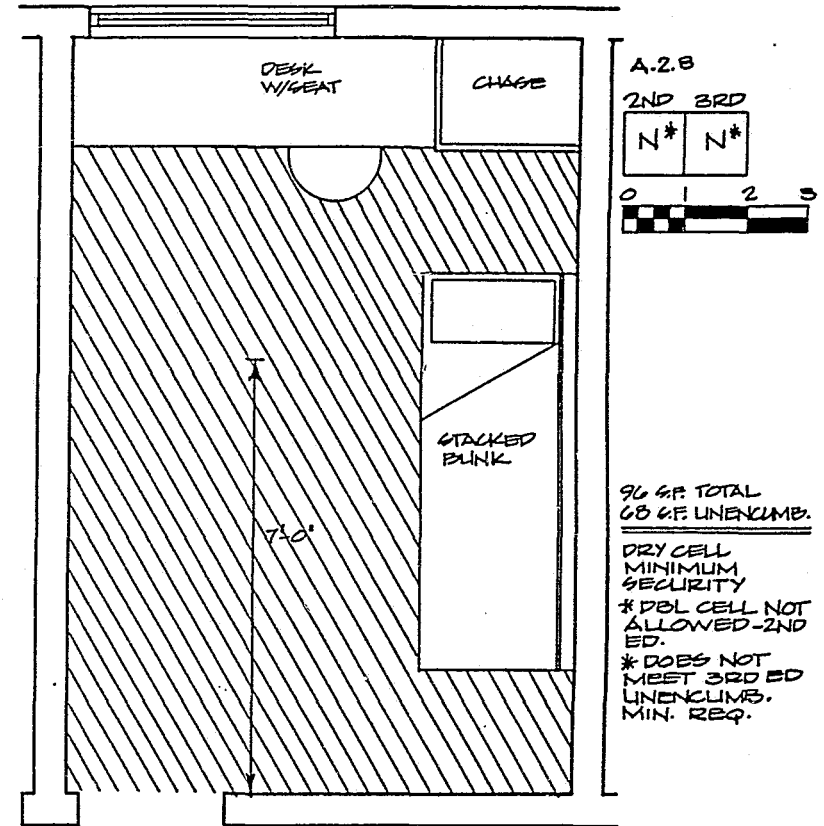 DESK
W/SEAT
CHASE
A.2.8
2ND 3RD
N* N*
0 1 2 3
STACKED
BUNK
7'-0"
96 S.F. TOTAL
68 S.F. UNENCUMB.
DRY CELL
MINIMUM
SECURITY
* DBL CELL NOT
ALLOWED-2ND
ED.
* DOES NOT
MEET 3RD ED
UNENCUMB.
MIN. REQ.